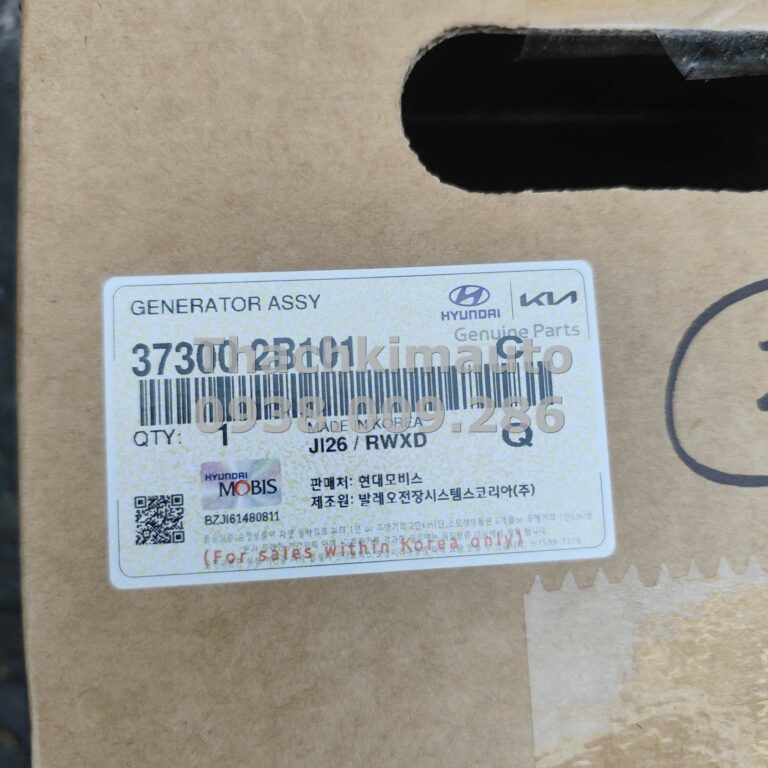 GENERATOR ASSY
HYUNDAI KIA
Genuine Parts
37300 2B101 G
Thachkimauto
0938.009.286
MADE IN KOREA
QTY: 1 JI26 / RWXD Q
HYUNDAI
MOBIS
판매처: 현대모비스
제조원: 발레오전장시스템스코리아(주)
BZJI61480811
(For sales within Korea only)